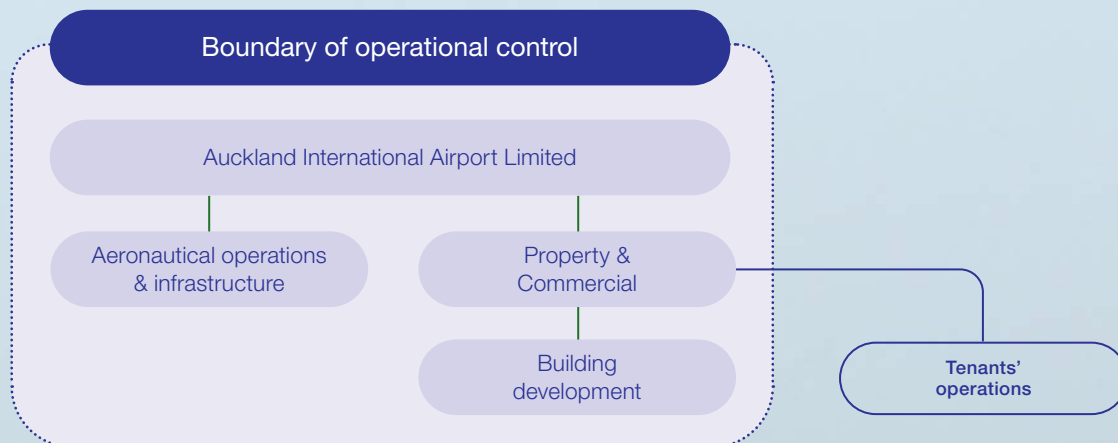 Boundary of operational control
Auckland International Airport Limited
Aeronautical operations
& infrastructure
Property &
Commercial
Building
development
Tenants’
operations